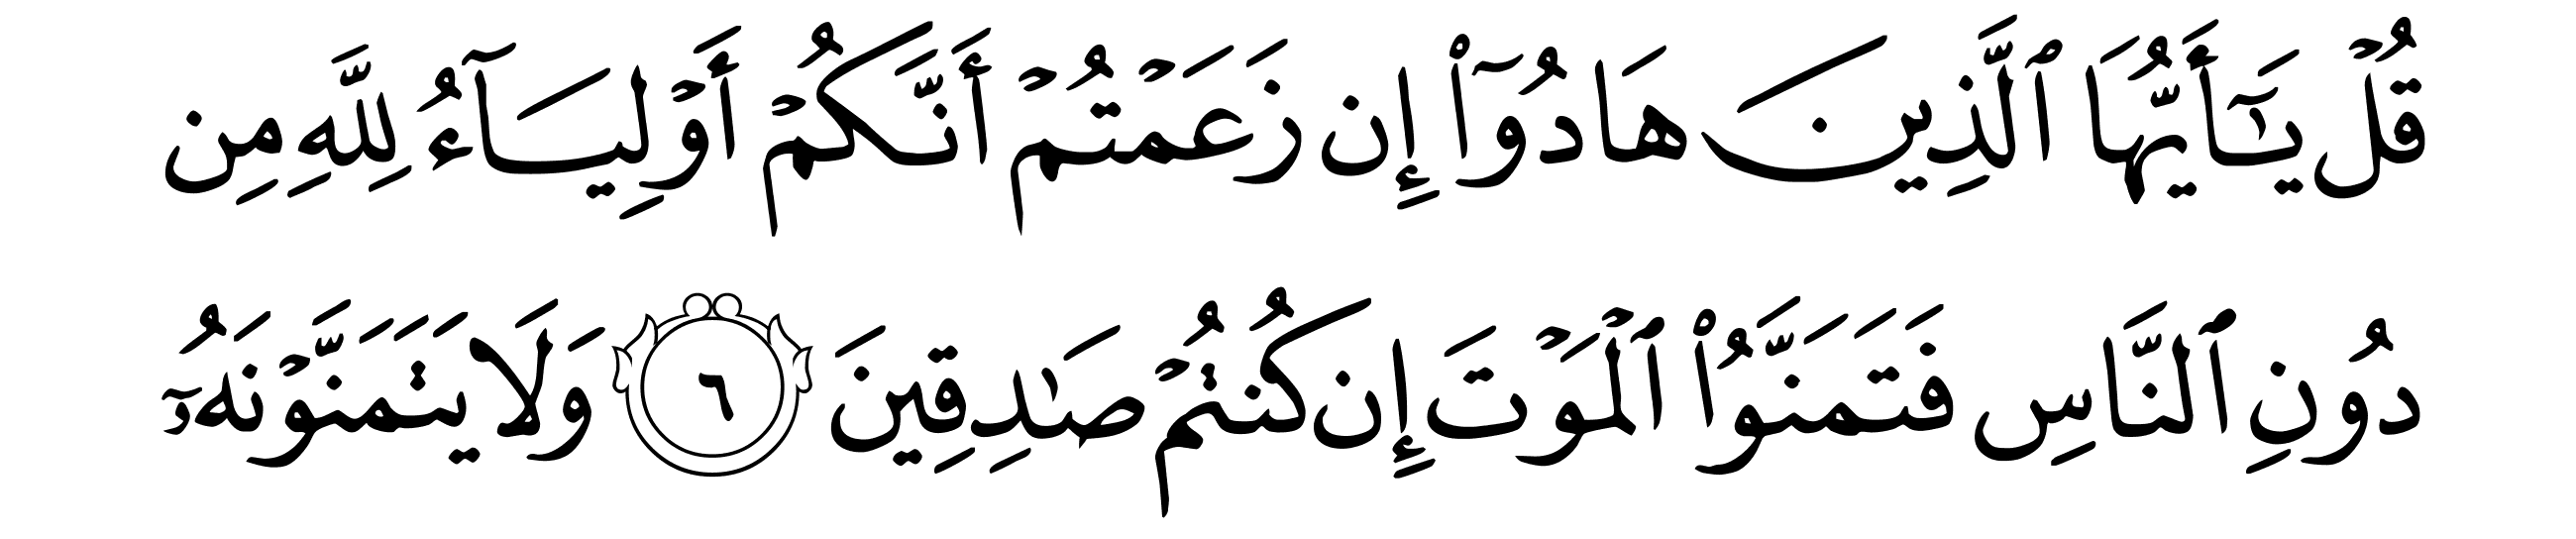 قُلْ يَٰٓأَيُّهَا ٱلَّذِينَ هَادُوٓا۟ إِن زَعَمْتُمْ أَنَّكُمْ أَوْلِيَآءُ لِلَّهِ مِن
دُونِ ٱلنَّاسِ فَتَمَنَّوُا۟ ٱلْمَوْتَ إِن كُنتُمْ صَٰدِقِينَ ٦ وَلَا يَتَمَنَّوْنَهُۥٓ